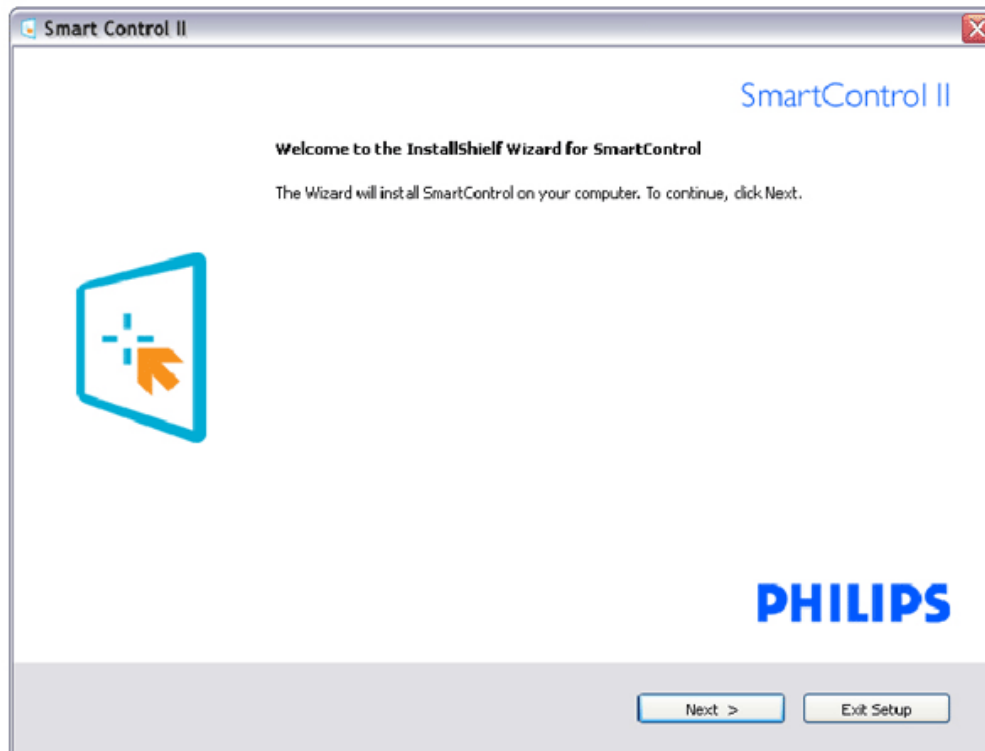 Smart Control II
SmartControl II
Welcome to the InstallShield Wizard for SmartControl
The Wizard will install SmartControl on your computer. To continue, click Next.
PHILIPS
Next >
Exit Setup